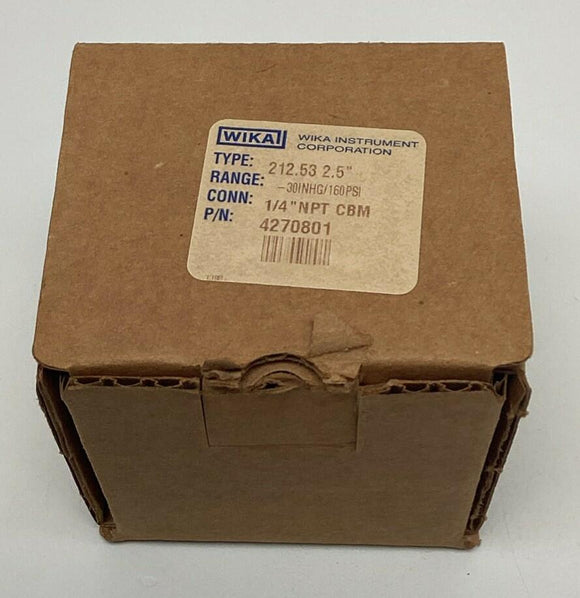 WIKA WIKA INSTRUMENT
CORPORATION
TYPE: 212.53 2.5"
RANGE: -30INHG/160PSI
CONN: 1/4"NPT CBM
P/N: 4270801